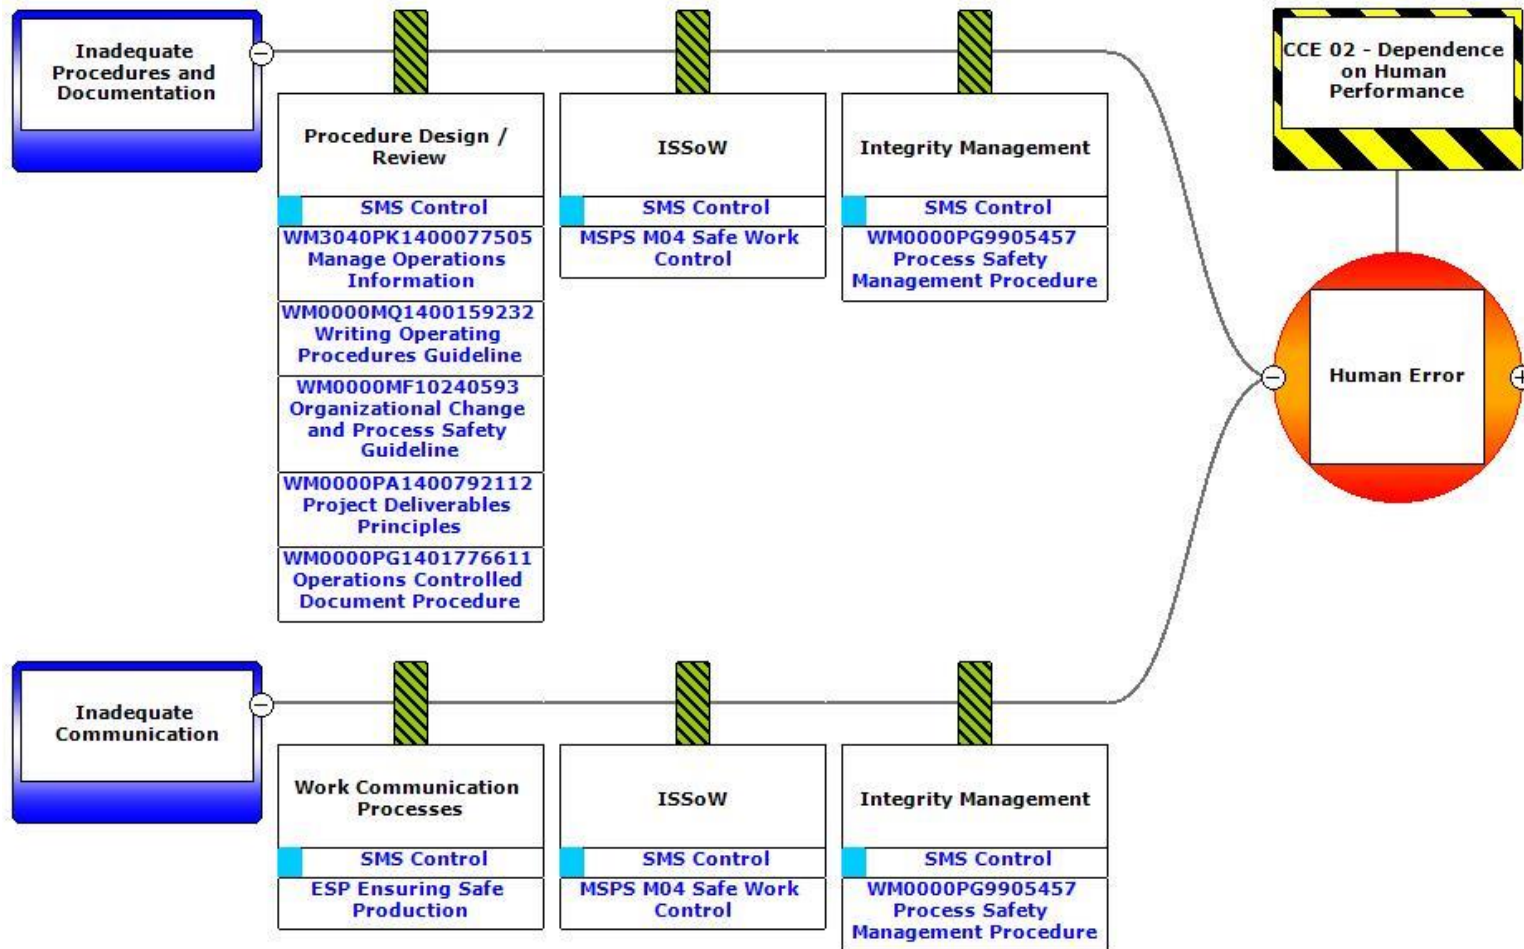 Inadequate
Procedures and
Documentation
Procedure Design /
Review
SMS Control
WM3040PK1400077505
Manage Operations
Information
WM0000MQ1400159232
Writing Operating
Procedures Guideline
WM0000MF10240593
Organizational Change
and Process Safety
Guideline
WM0000PA1400792112
Project Deliverables
Principles
WM0000PG1401776611
Operations Controlled
Document Procedure
ISSoW
SMS Control
MSPS M04 Safe Work
Control
Integrity Management
SMS Control
WM0000PG9905457
Process Safety
Management Procedure
CCE 02 - Dependence
on Human
Performance
Human Error
Inadequate
Communication
Work Communication
Processes
SMS Control
ESP Ensuring Safe
Production
ISSoW
SMS Control
MSPS M04 Safe Work
Control
Integrity Management
SMS Control
WM0000PG9905457
Process Safety
Management Procedure